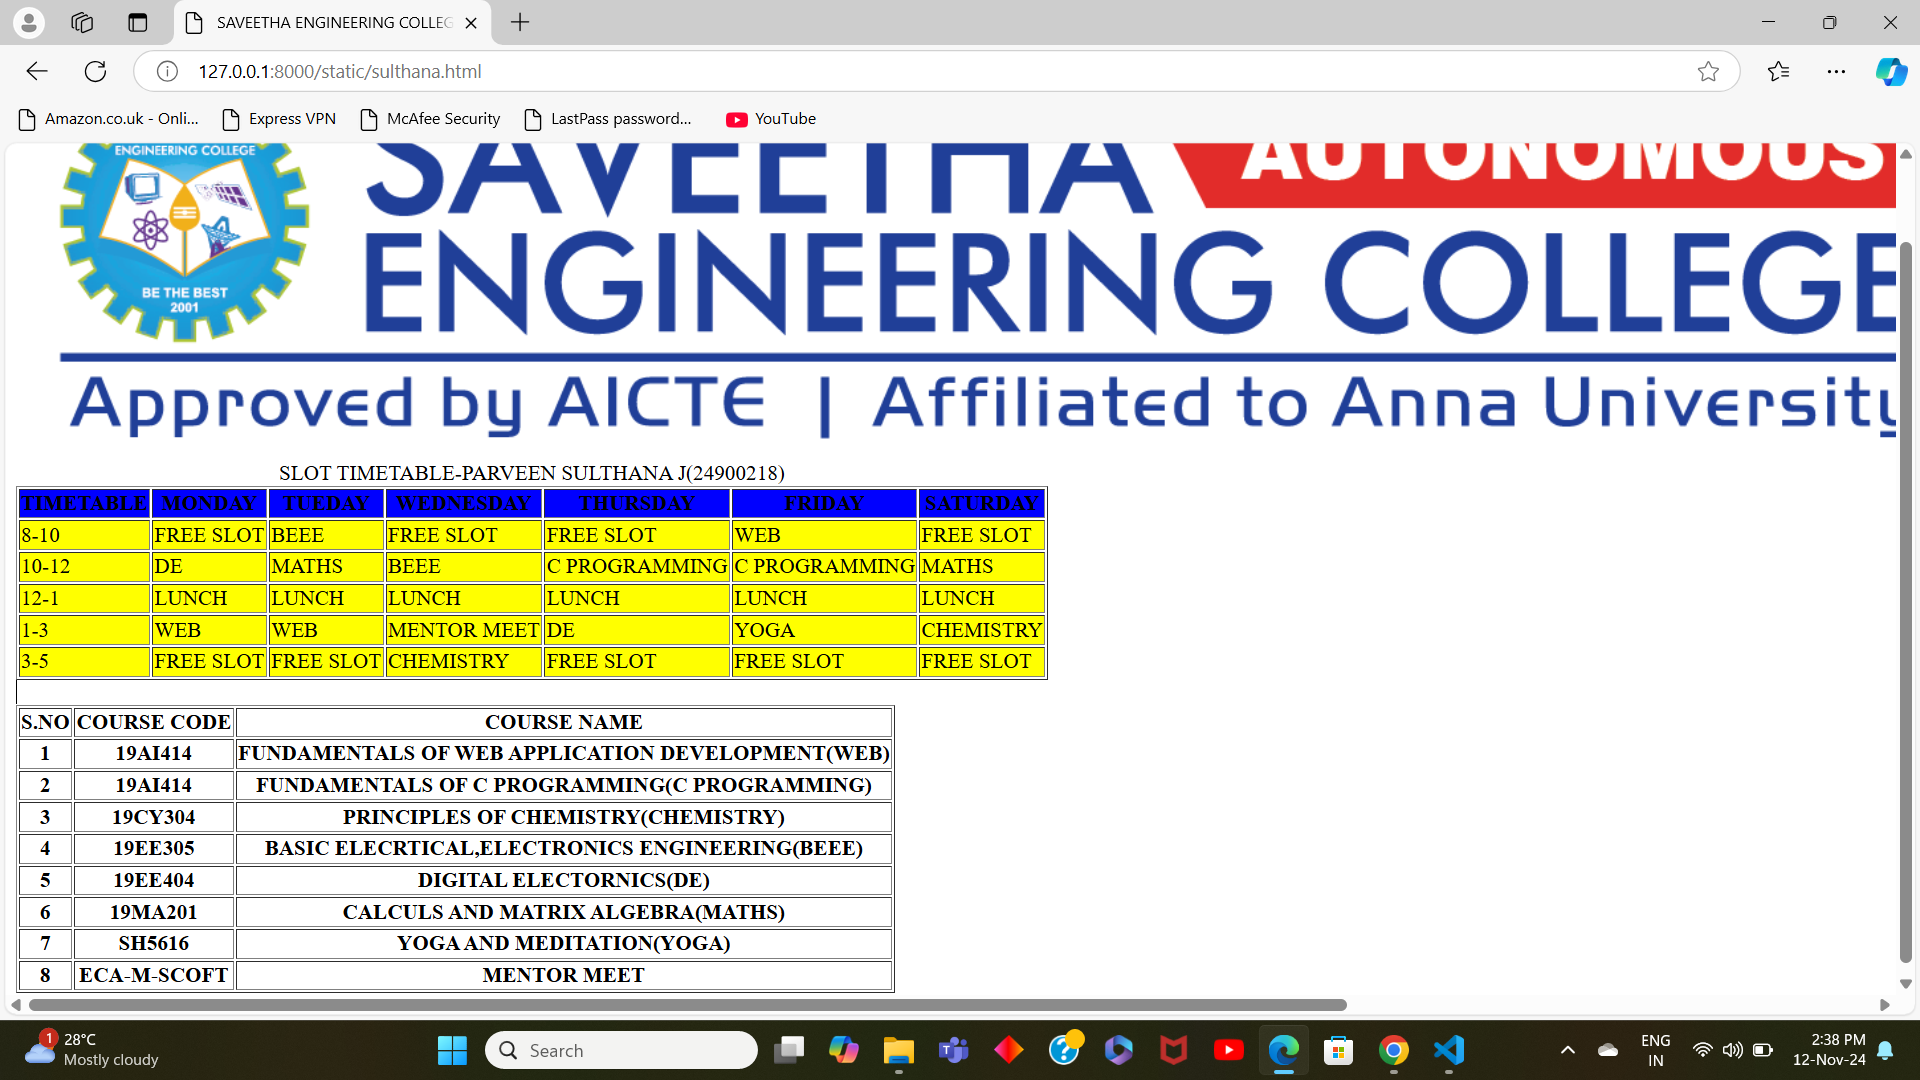 SAVEETHA ENGINEERING COLLEG
127.0.0.1:8000/static/sulthana.html
Amazon.co.uk - Onli...
Express VPN
McAfee Security
LastPass password...
YouTube
ENGINEERING COLLEGE
BE THE BEST
2001
SAVEETHA
AUTONOMOUS
ENGINEERING COLLEGE
Approved by AICTE | Affiliated to Anna University
SLOT TIMETABLE-PARVEEN SULTHANA J(24900218)
TIMETABLE MONDAY TUEDAY WEDNESDAY THURSDAY FRIDAY SATURDAY
8-10 FREE SLOT BEEE FREE SLOT FREE SLOT WEB FREE SLOT
10-12 DE MATHS BEEE C PROGRAMMING C PROGRAMMING MATHS
12-1 LUNCH LUNCH LUNCH LUNCH LUNCH LUNCH
1-3 WEB WEB MENTOR MEET DE YOGA CHEMISTRY
3-5 FREE SLOT FREE SLOT CHEMISTRY FREE SLOT FREE SLOT FREE SLOT
S.NO COURSE CODE COURSE NAME
1 19AI414 FUNDAMENTALS OF WEB APPLICATION DEVELOPMENT(WEB)
2 19AI414 FUNDAMENTALS OF C PROGRAMMING(C PROGRAMMING)
3 19CY304 PRINCIPLES OF CHEMISTRY(CHEMISTRY)
4 19EE305 BASIC ELECRTICAL,ELECTRONICS ENGINEERING(BEEE)
5 19EE404 DIGITAL ELECTORNICS(DE)
6 19MA201 CALCULS AND MATRIX ALGEBRA(MATHS)
7 SH5616 YOGA AND MEDITATION(YOGA)
8 ECA-M-SCOFT MENTOR MEET
1
28°C
Mostly cloudy
Search
ENG
IN
2:38 PM
12-Nov-24